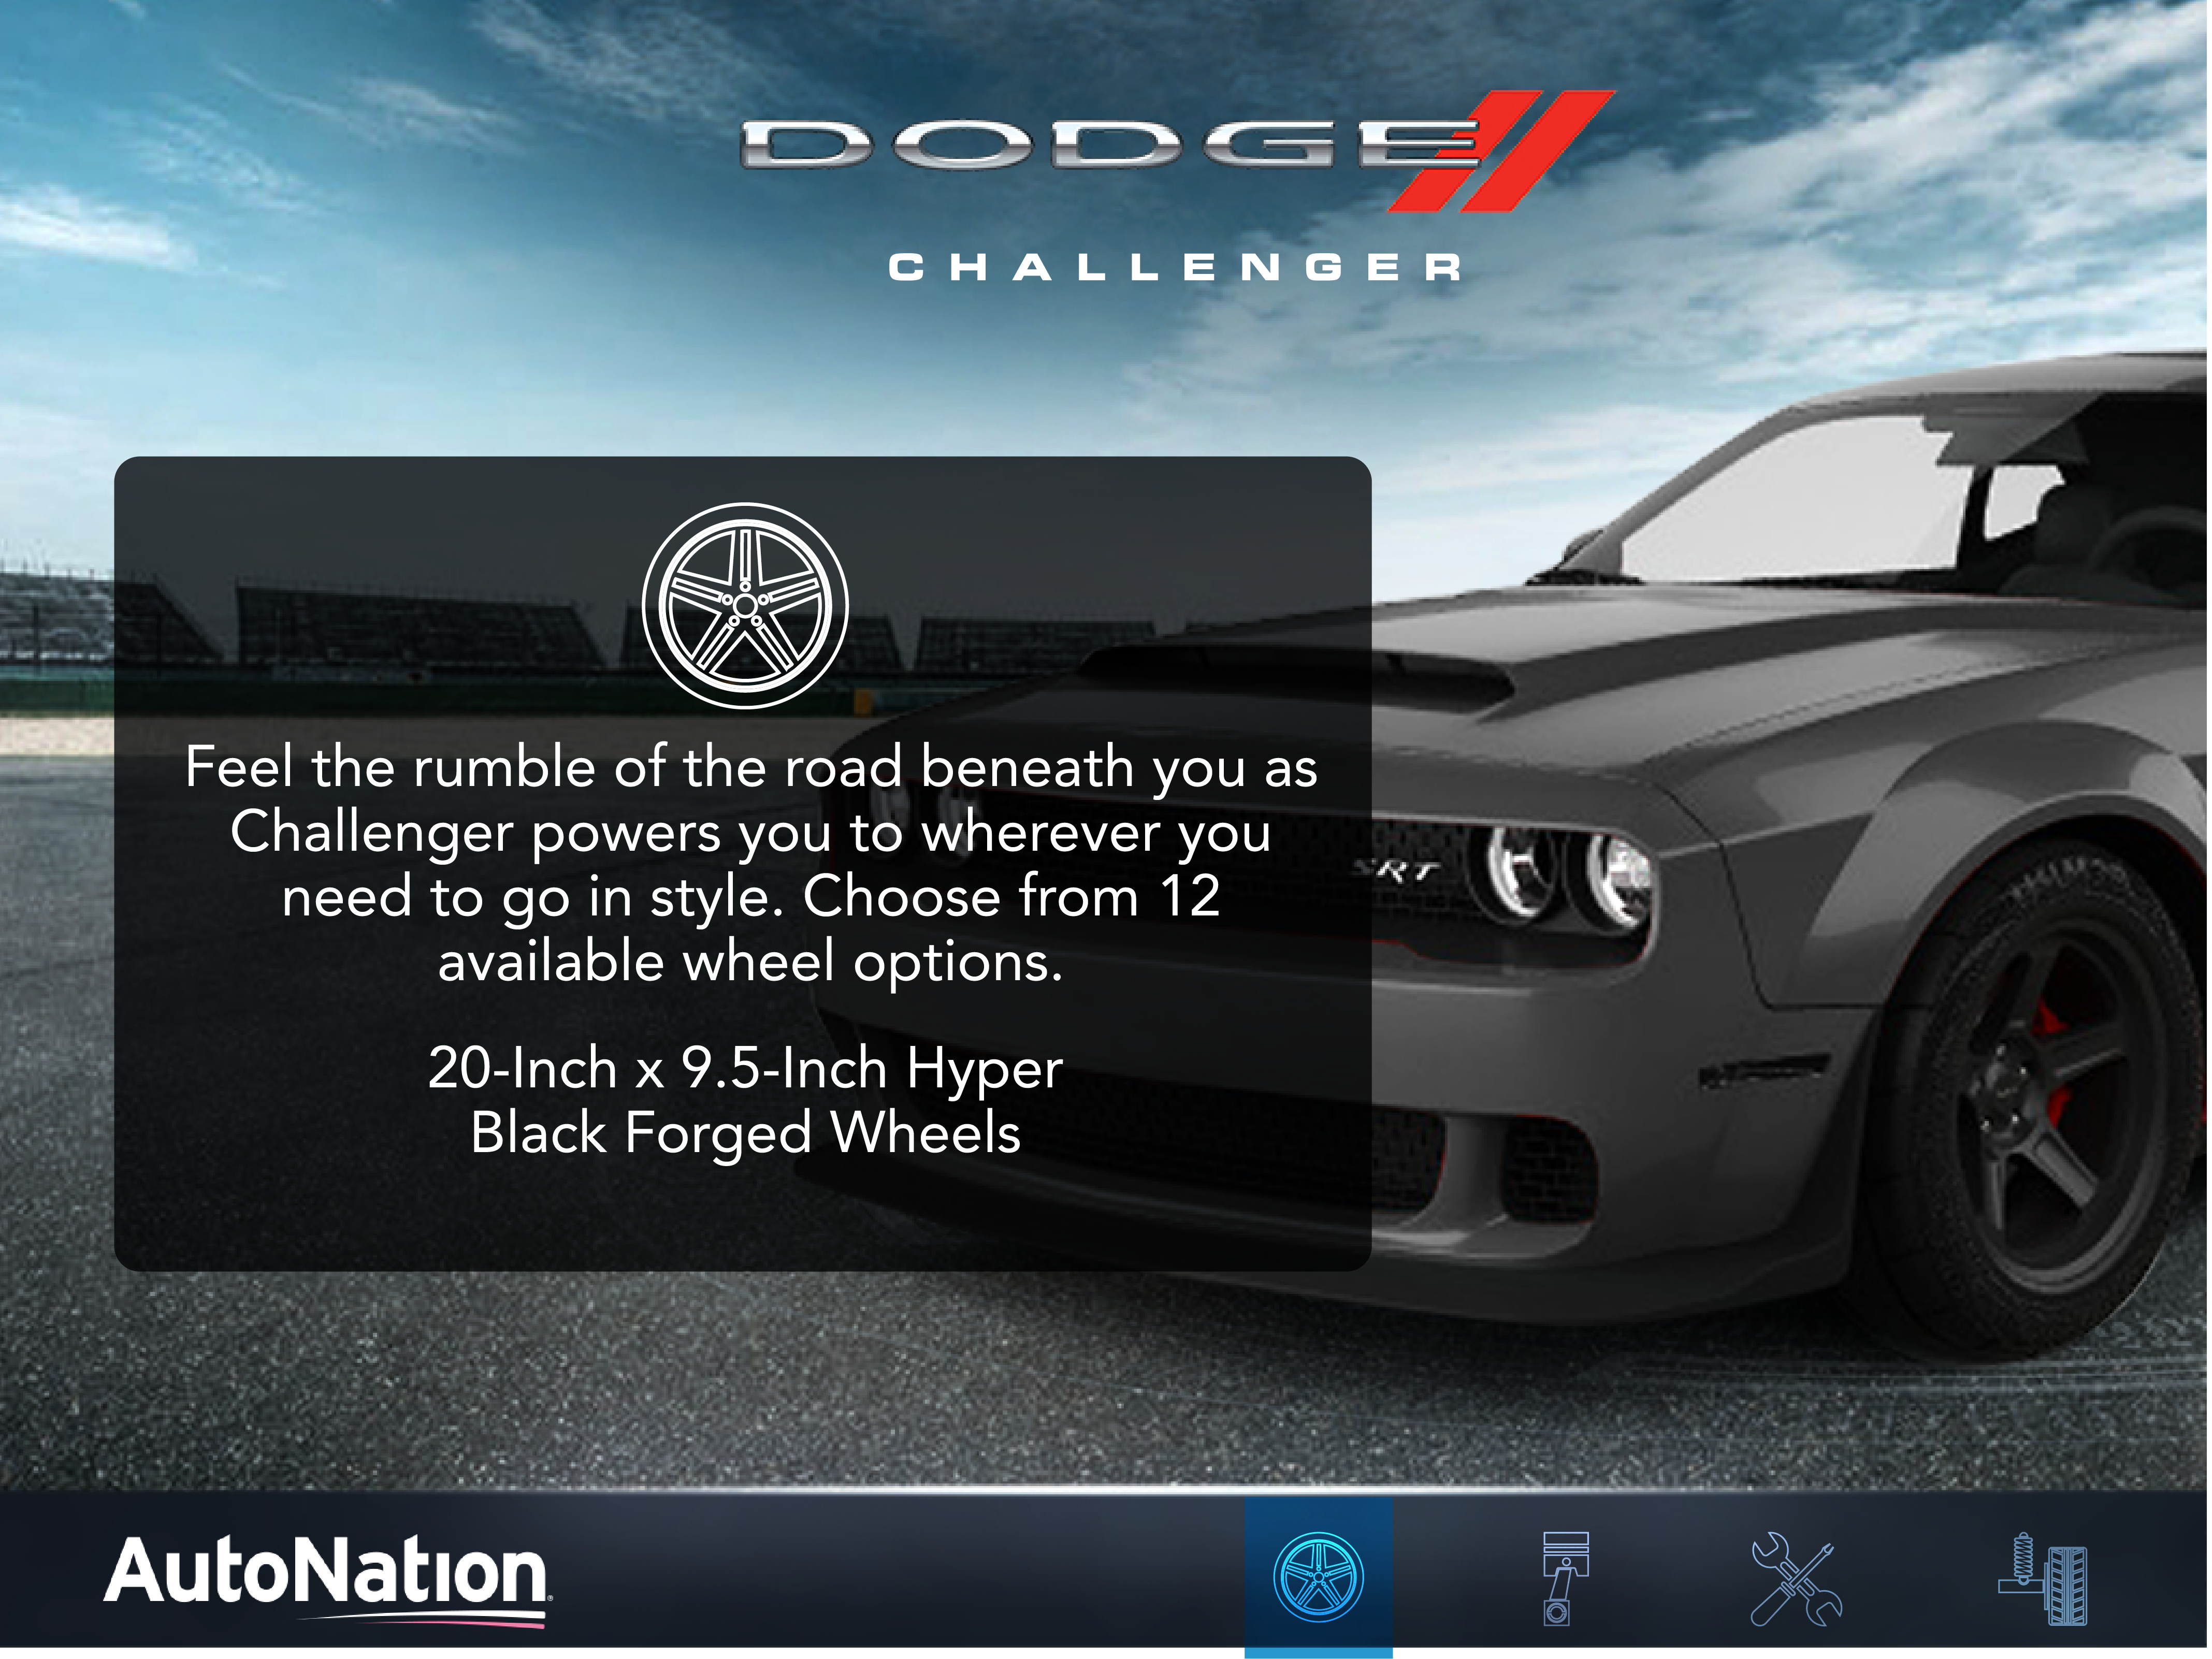 DODGE
CHALLENGER
Feel the rumble of the road beneath you as
Challenger powers you to wherever you
need to go in style. Choose from 12
available wheel options.
20-Inch x 9.5-Inch Hyper
Black Forged Wheels
SRT
AutoNation